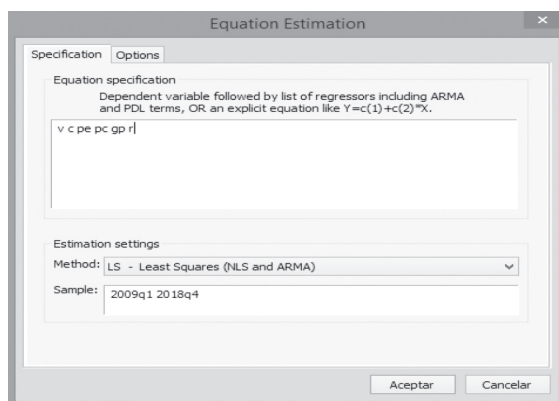 Equation Estimation
Specification
Options
Equation specification
Dependent variable followed by list of regressors including ARMA
and PDL terms, OR an explicit equation like Y=c(1)+c(2)*X.
v c pe pc gp r
Estimation settings
Method: LS - Least Squares (NLS and ARMA)
Sample: 2009q1 2018q4
Aceptar
Cancelar